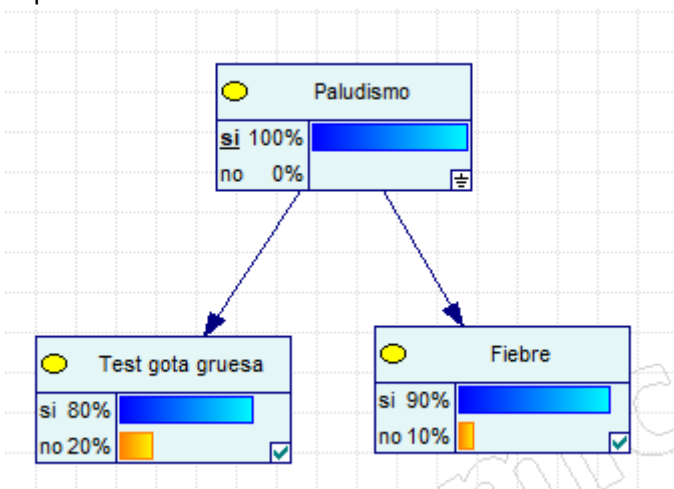 Paludismo
si 100%
no 0%
Test gota gruesa
si 80%
no 20%
Fiebre
si 90%
no 10%